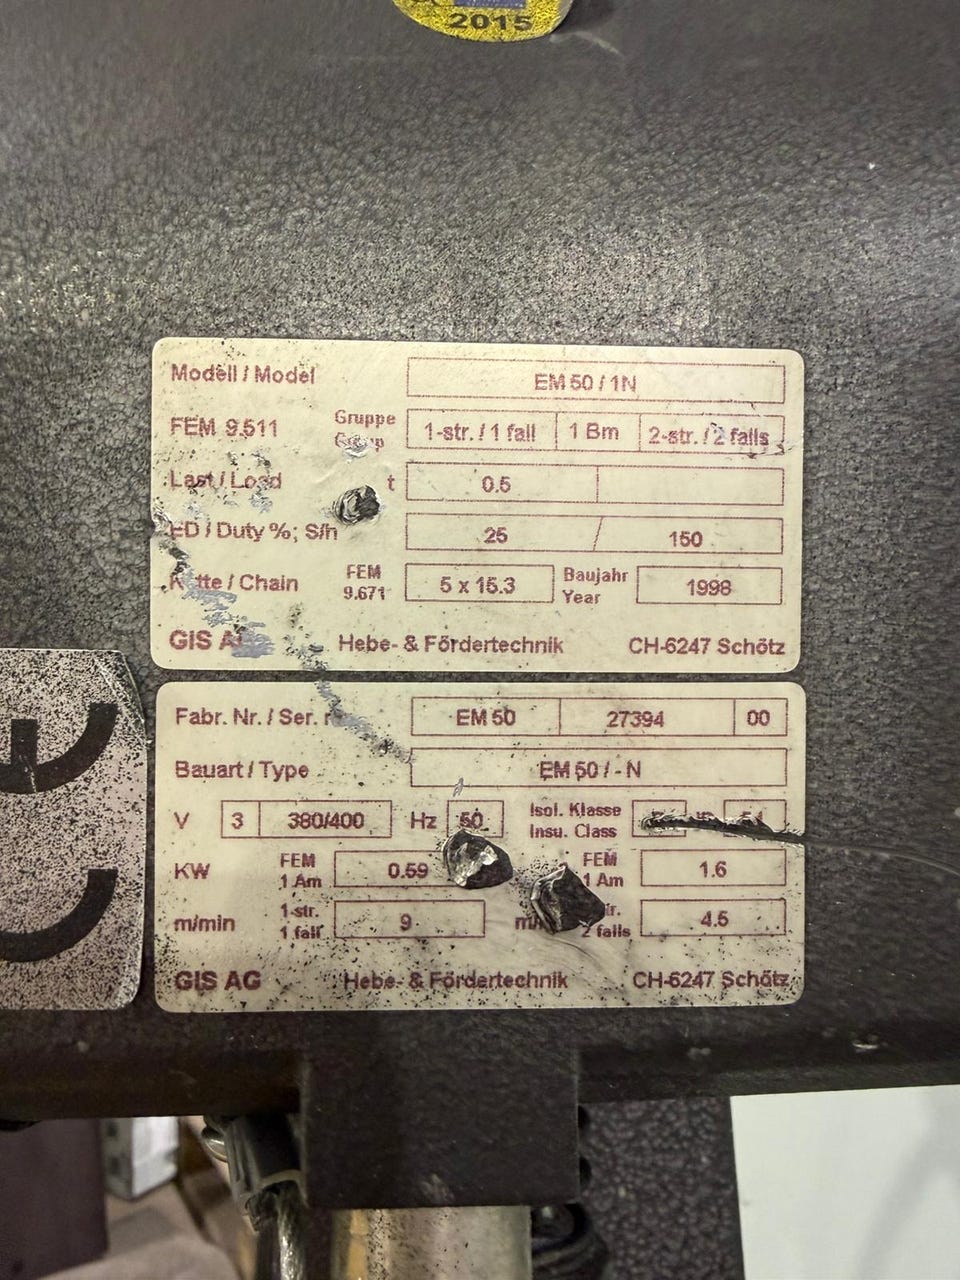 2015
Modell / Model EM 50 / 1N
FEM 9.511 Gruppe Group 1-str. / 1 fall 1 Bm 2-str. / 2 falls
Last / Load t 0.5
ED / Duty %; S/h 25 / 150
Kette / Chain FEM 9.671 5 x 15.3 Baujahr Year 1998
GIS Hebe- & Fördertechnik CH-6247 Schötz
Fabr. Nr. / Ser. EM 50 27394 00
Bauart / Type EM 50 / - N
V 3 380/400 Hz 50 Isol. Klasse Insu. Class
KW FEM 1 Am 0.59 FEM 1 Am 1.6
m/min 1-str. 1 fall 9 2 falls 4.5
GIS AG Hebe- & Fördertechnik CH-6247 Schötz
CE